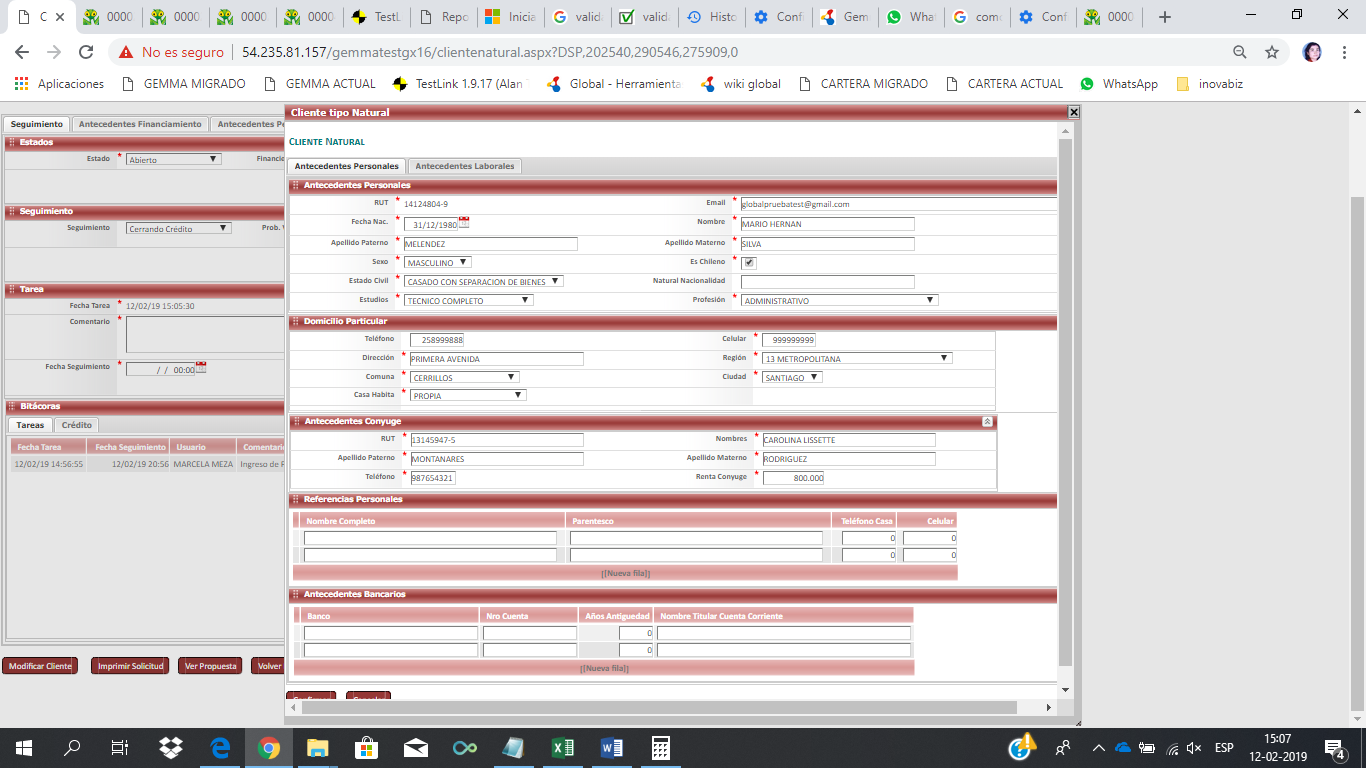 C
0000
0000
0000
0000
TestL
Repo
Inicia
valida
valida
Histo
Confi
Gem
What
como
Conf
0000
No es seguro
54.235.81.157/gemmatestgx16/clientenatural.aspx?DSP,202540,290546,275909,0
Aplicaciones
GEMMA MIGRADO
GEMMA ACTUAL
TestLink 1.9.17 (Alan
Global - Herramienta
wiki global
CARTERA MIGRADO
CARTERA ACTUAL
WhatsApp
inovabiz
Seguimiento
Antecedentes Financiamiento
Antecedentes Pe
Estados
Estado * Abierto
Financie
Seguimiento
Seguimiento * Cerrando Crédito
Prob. V
Tarea
Fecha Tarea * 12/02/19 15:05:30
Comentario *
Fecha Seguimiento * / / 00:00
Bitácoras
Tareas
Crédito
Fecha Tarea Fecha Seguimiento Usuario Comentario
12/02/19 14:56:55 12/02/19 20:56 MARCELA MEZA Ingreso de P
Modificar Cliente
Imprimir Solicitud
Ver Propuesta
Volver
Cliente tipo Natural
CLIENTE NATURAL
Antecedentes Personales
Antecedentes Laborales
Antecedentes Personales
RUT * 14124804-9 Email * globalpruebatest@gmail.com
Fecha Nac. * 31/12/1980 Nombre * MARIO HERNAN
Apellido Paterno * MELENDEZ Apellido Materno * SILVA
Sexo * MASCULINO Es Chileno *
Estado Civil * CASADO CON SEPARACION DE BIENES Natural Nacionalidad
Estudios * TECNICO COMPLETO Profesión * ADMINISTRATIVO
Domicilio Particular
Teléfono 258999888 Celular * 999999999
Dirección * PRIMERA AVENIDA Región * 13 METROPOLITANA
Comuna * CERRILLOS Ciudad * SANTIAGO
Casa Habita * PROPIA
Antecedentes Conyuge
RUT * 13145947-5 Nombres * CAROLINA LISSETTE
Apellido Paterno * MONTANARES Apellido Materno * RODRIGUEZ
Teléfono * 987654321 Renta Conyuge * 800.000
Referencias Personales
Nombre Completo Parentesco Teléfono Casa Celular
0 0
0 0
[[Nueva fila]]
Antecedentes Bancarios
Banco Nro Cuenta Años Antiguedad Nombre Titular Cuenta Corriente
0
0
[[Nueva fila]]
Confirmar
Cancelar
ESP
15:07
12-02-2019
4